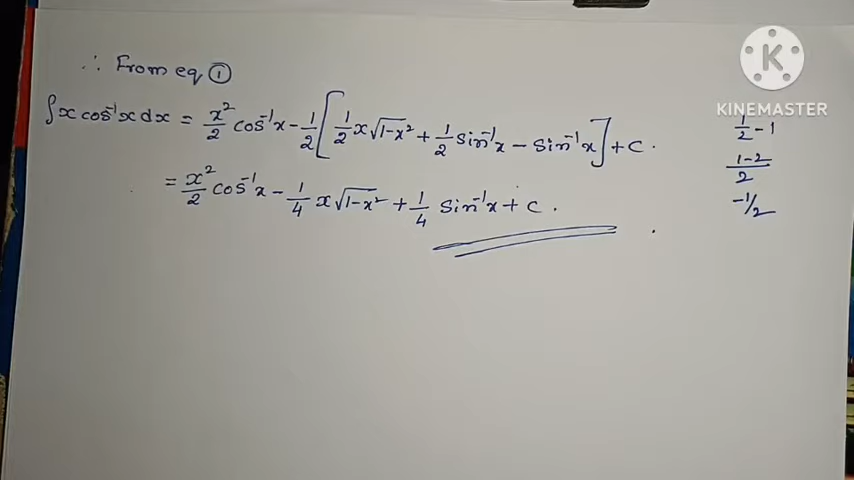 ∴ From eq ①
∫x cos⁻¹x dx = x²/2 cos⁻¹x - 1/2 [ 1/2 x√1-x² + 1/2 sin⁻¹x - sin⁻¹x ] + C.
= x²/2 cos⁻¹x - 1/4 x√1-x² + 1/4 sin⁻¹x + C.
K
KINEMASTER
1/2 - 1
1-2/2
-1/2